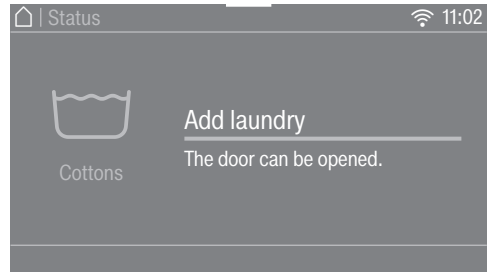 | Status
11:02
Add laundry
The door can be opened.
Cottons